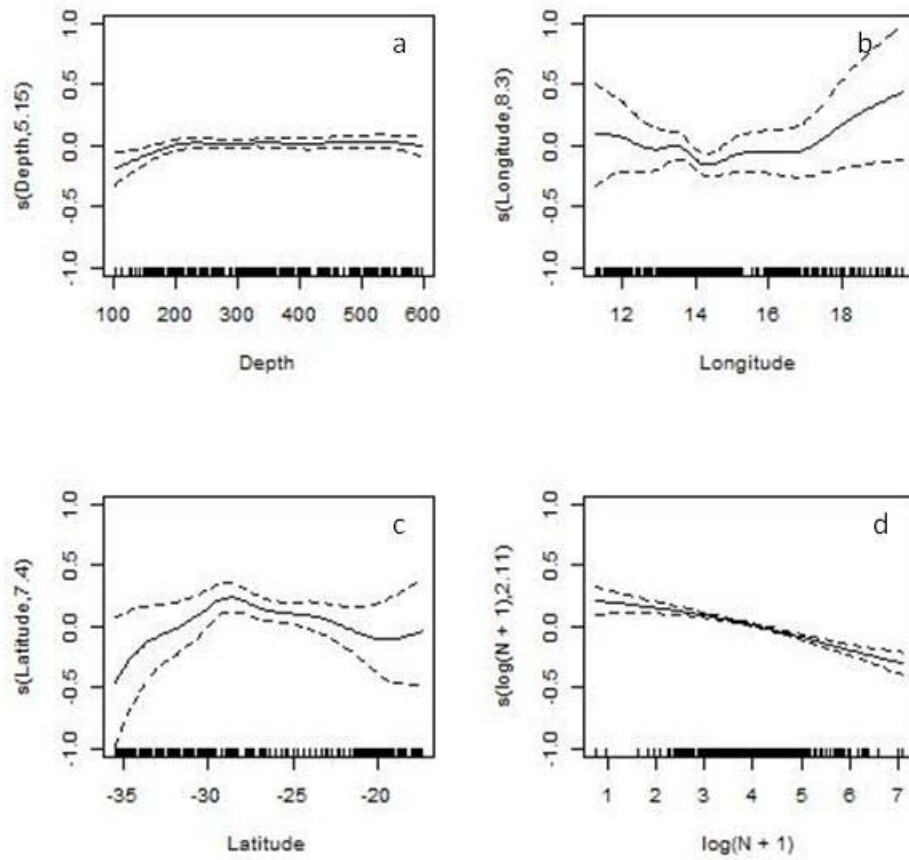 a
s(Depth,5.15)
1.0
0.5
0.0
-0.5
-1.0
100 200 300 400 500 600
Depth
b
s(Longitude,8.3)
1.0
0.5
0.0
-0.5
-1.0
12 14 16 18
Longitude
c
s(Latitude,7.4)
1.0
0.5
0.0
-0.5
-1.0
-35 -30 -25 -20
Latitude
d
s(log(N + 1),2.11)
1.0
0.5
0.0
-0.5
-1.0
1 2 3 4 5 6 7
log(N + 1)